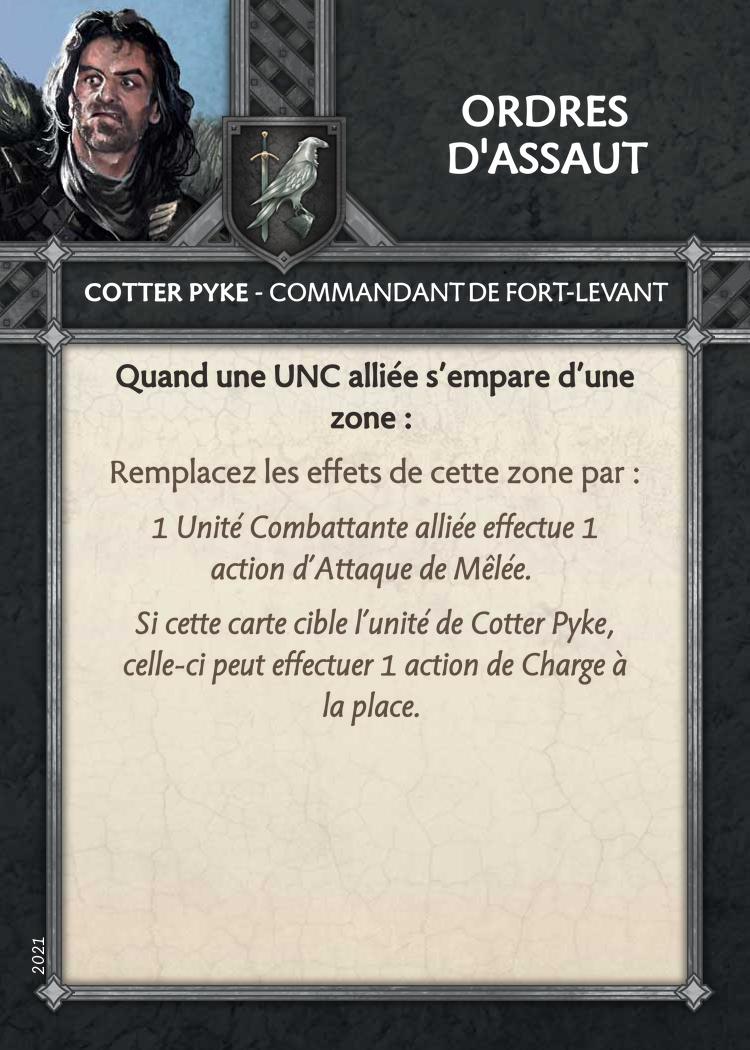 ORDRES
D'ASSAUT
COTTER PYKE - COMMANDANT DE FORT-LEVANT
Quand une UNC alliée s’empare d’une
zone :
Remplacez les effets de cette zone par :
1 Unité Combattante alliée effectue 1
action d’Attaque de Mêlée.
Si cette carte cible l’unité de Cotter Pyke,
celle-ci peut effectuer 1 action de Charge à
la place.
2021